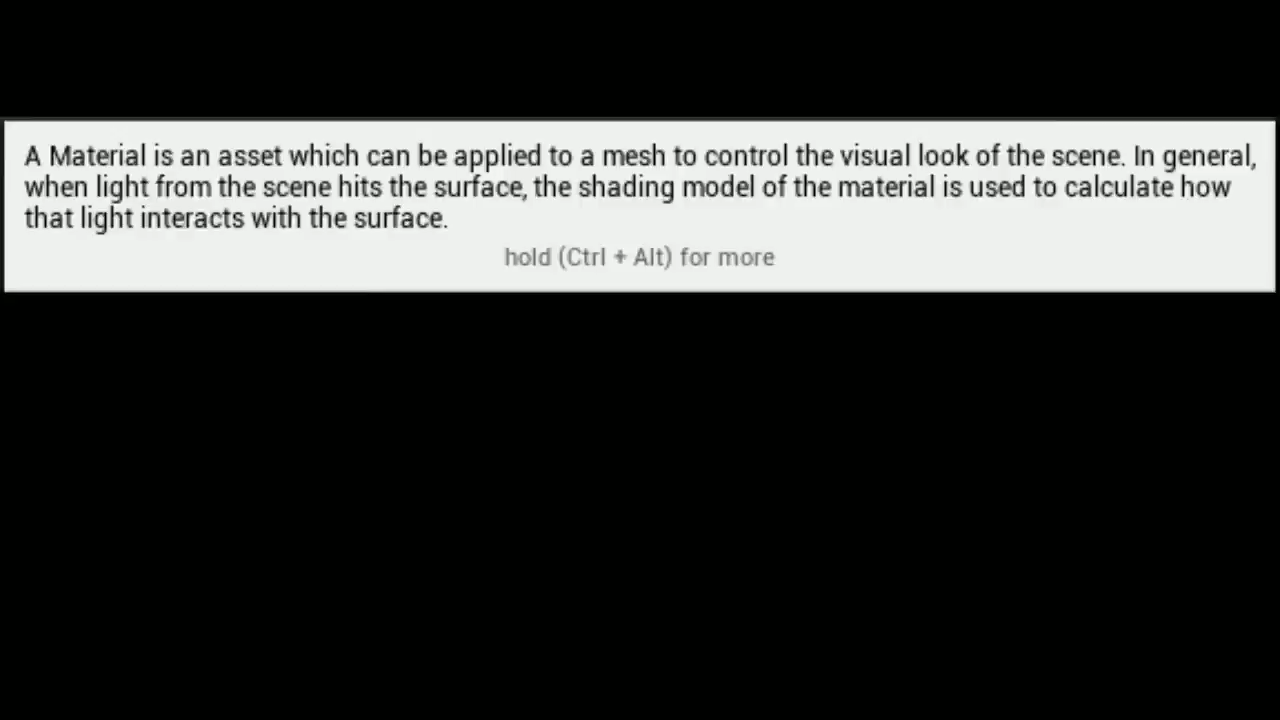 A Material is an asset which can be applied to a mesh to control the visual look of the scene. In general,
when light from the scene hits the surface, the shading model of the material is used to calculate how
that light interacts with the surface.
hold (Ctrl + Alt) for more